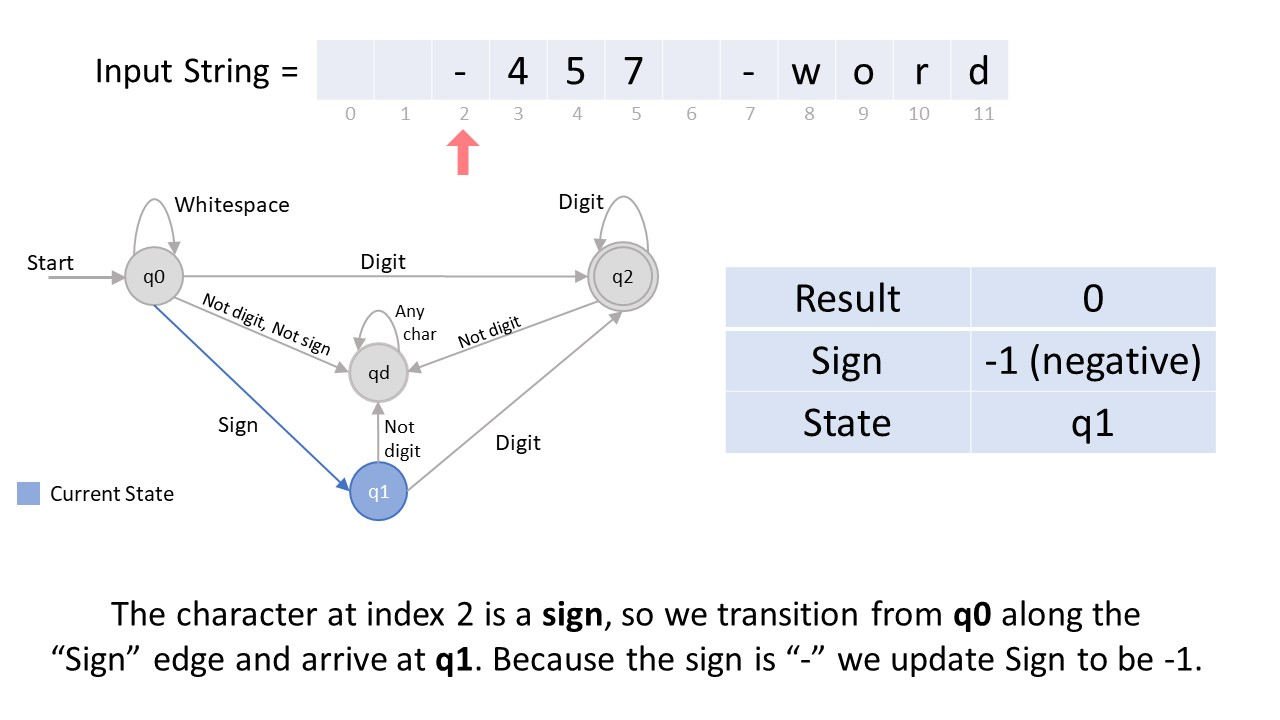 Input String = - 4 5 7 - w o r d
0 1 2 3 4 5 6 7 8 9 10 11
Whitespace
Digit
Start
q0
Digit
q2
Not digit, Not sign
Any
char
Not digit
qd
Sign
Not
digit
Digit
q1
Current State
Result 0
Sign -1 (negative)
State q1
The character at index 2 is a sign, so we transition from q0 along the
“Sign” edge and arrive at q1. Because the sign is “-” we update Sign to be -1.